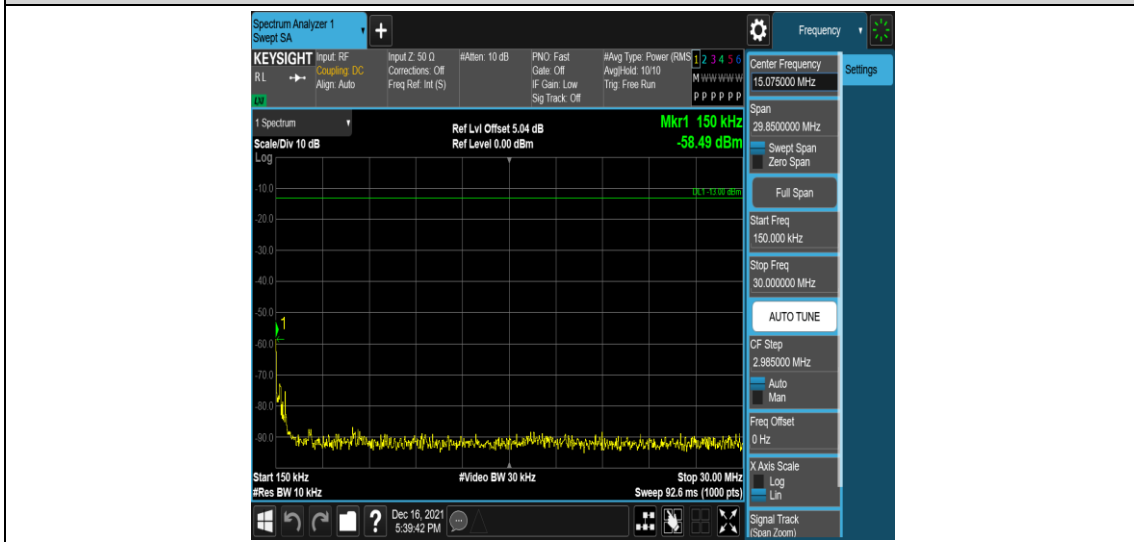 Spectrum Analyzer 1
Swept SA
+
Frequency
KEYSIGHT
RL
LXI
Input: RF
Coupling: DC
Align: Auto
Input Z: 50 Ω
Corrections: Off
Freq Ref: Int (S)
#Atten: 10 dB
PNO: Fast
Gate: Off
IF Gain: Low
Sig Track: Off
#Avg Type: Power (RMS
Avg|Hold: 10/10
Trig: Free Run
1 2 3 4 5 6
M W W W W W
P P P P P P
1 Spectrum
Scale/Div 10 dB
Log
Ref Lvl Offset 5.04 dB
Ref Level 0.00 dBm
Mkr1 150 kHz
-58.49 dBm
DL1 -13.00 dBm
-10.0
-20.0
-30.0
-40.0
-50.0
1
-60.0
-70.0
-80.0
-90.0
Start 150 kHz
#Res BW 10 kHz
#Video BW 30 kHz
Stop 30.00 MHz
Sweep 92.6 ms (1000 pts)
Dec 16, 2021
5:39:42 PM
?
Center Frequency
15.075000 MHz
Settings
Span
29.8500000 MHz
Swept Span
Zero Span
Full Span
Start Freq
150.000 kHz
Stop Freq
30.000000 MHz
AUTO TUNE
CF Step
2.985000 MHz
Auto
Man
Freq Offset
0 Hz
X Axis Scale
Log
Lin
Signal Track
(Span Zoom)